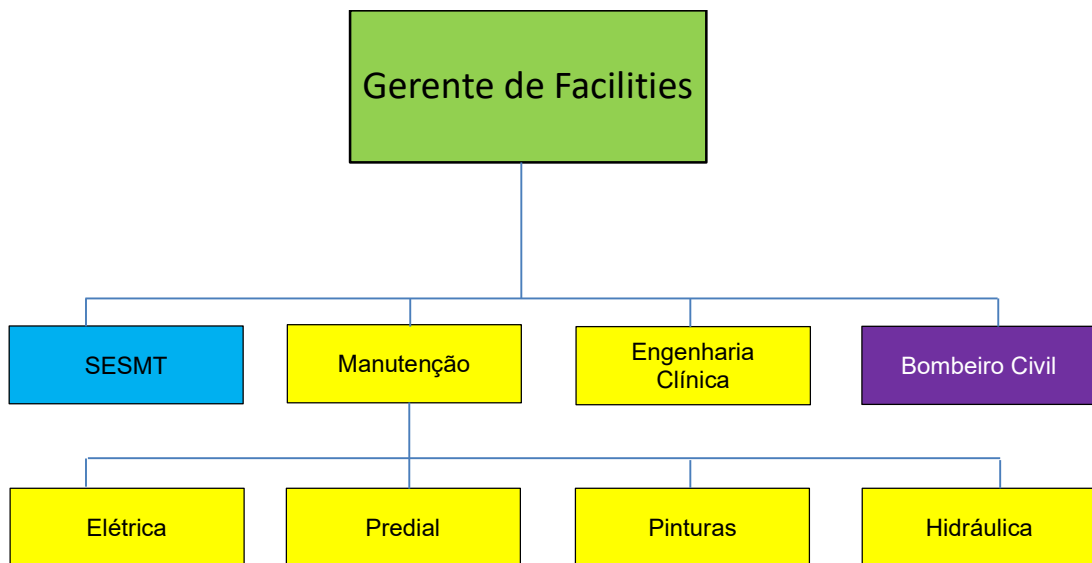 Gerente de Facilities
SESMT
Manutenção
Engenharia
Clínica
Bombeiro Civil
Elétrica
Predial
Pinturas
Hidráulica